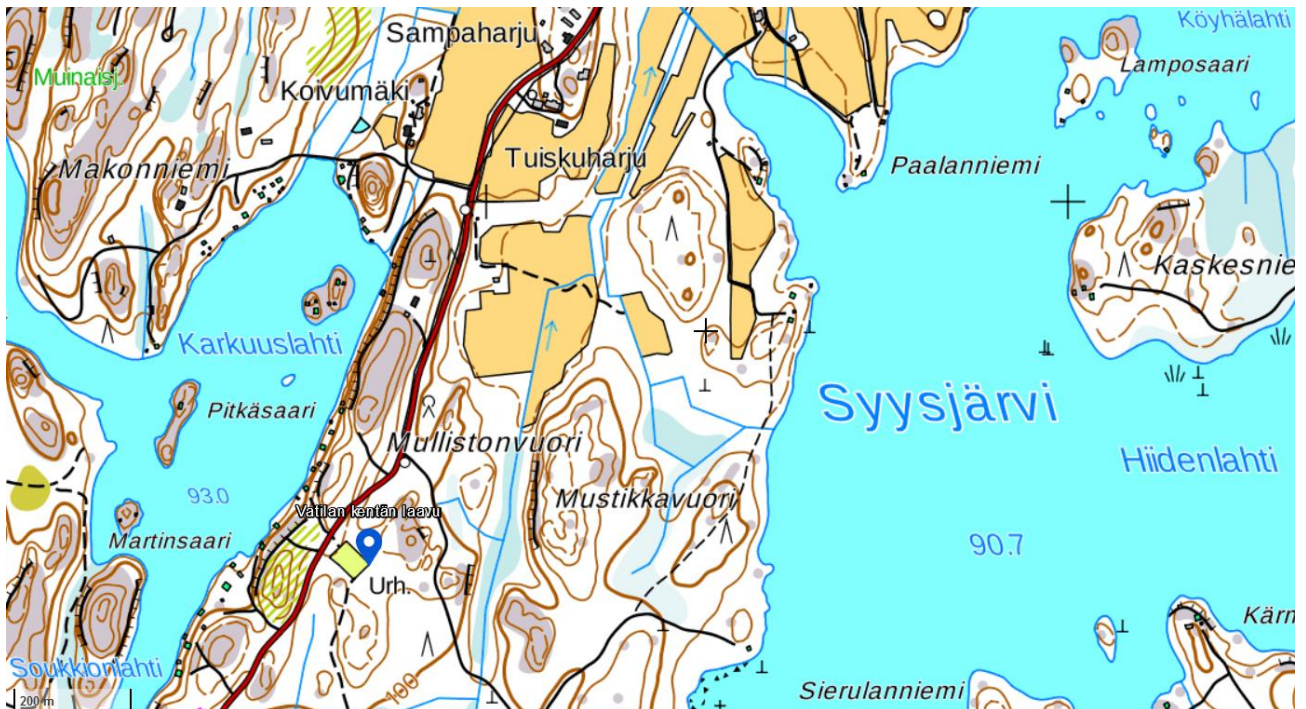 Köyhälahti
Sampaharju
Lamposaari
Muinaisj.
Koivumäki
Tuiskuharju
Makonniemi
Paalanniemi
Kaskesnie
Karkuuslahti
Syysjärvi
Pitkäsaari
Mullistonvuori
Hiidenlahti
93.0
Mustikkavuori
Vatilan kentän laavu
Martinsaari
90.7
Urh.
Kärn
Soukkionlahti
100
Sierulanniemi
200 m